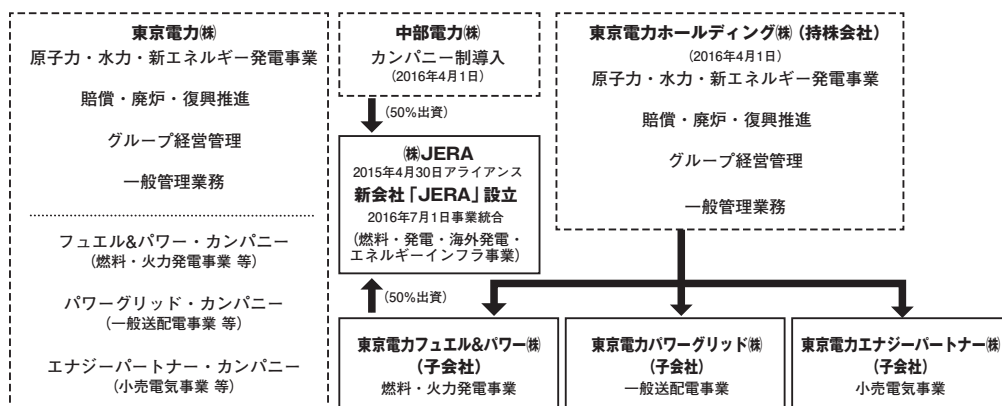 東京電力㈱
原子力・水力・新エネルギー発電事業
賠償・廃炉・復興推進
グループ経営管理
一般管理業務
フュエル&パワー・カンパニー
(燃料・火力発電事業 等)
パワーグリッド・カンパニー
(一般送配電事業 等)
エナジーパートナー・カンパニー
(小売電気事業 等)
中部電力㈱
カンパニー制導入
(2016年4月1日)
(50%出資)
㈱JERA
2015年4月30日アライアンス
新会社「JERA」設立
2016年7月1日事業統合
(燃料・発電・海外発電・
エネルギーインフラ事業)
(50%出資)
東京電力ホールディング㈱ (持株会社)
(2016年4月1日)
原子力・水力・新エネルギー発電事業
賠償・廃炉・復興推進
グループ経営管理
一般管理業務
東京電力フュエル&パワー㈱
(子会社)
燃料・火力発電事業
東京電力パワーグリッド㈱
(子会社)
一般送配電事業
東京電力エナジーパートナー㈱
(子会社)
小売電気事業